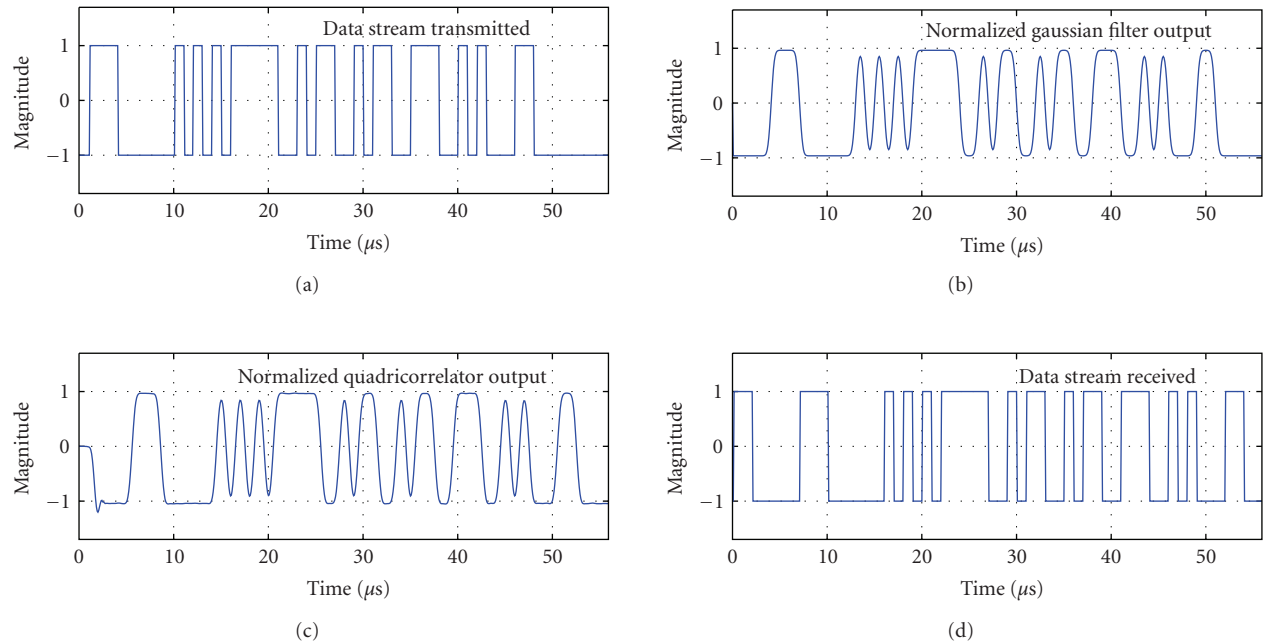 Data stream transmitted
Magnitude
1
0
−1
0 10 20 30 40 50
Time (μs)
(a)
Normalized gaussian filter output
Magnitude
1
0
−1
0 10 20 30 40 50
Time (μs)
(b)
Normalized quadricorrelator output
Magnitude
1
0
−1
0 10 20 30 40 50
Time (μs)
(c)
Data stream received
Magnitude
1
0
−1
0 10 20 30 40 50
Time (μs)
(d)